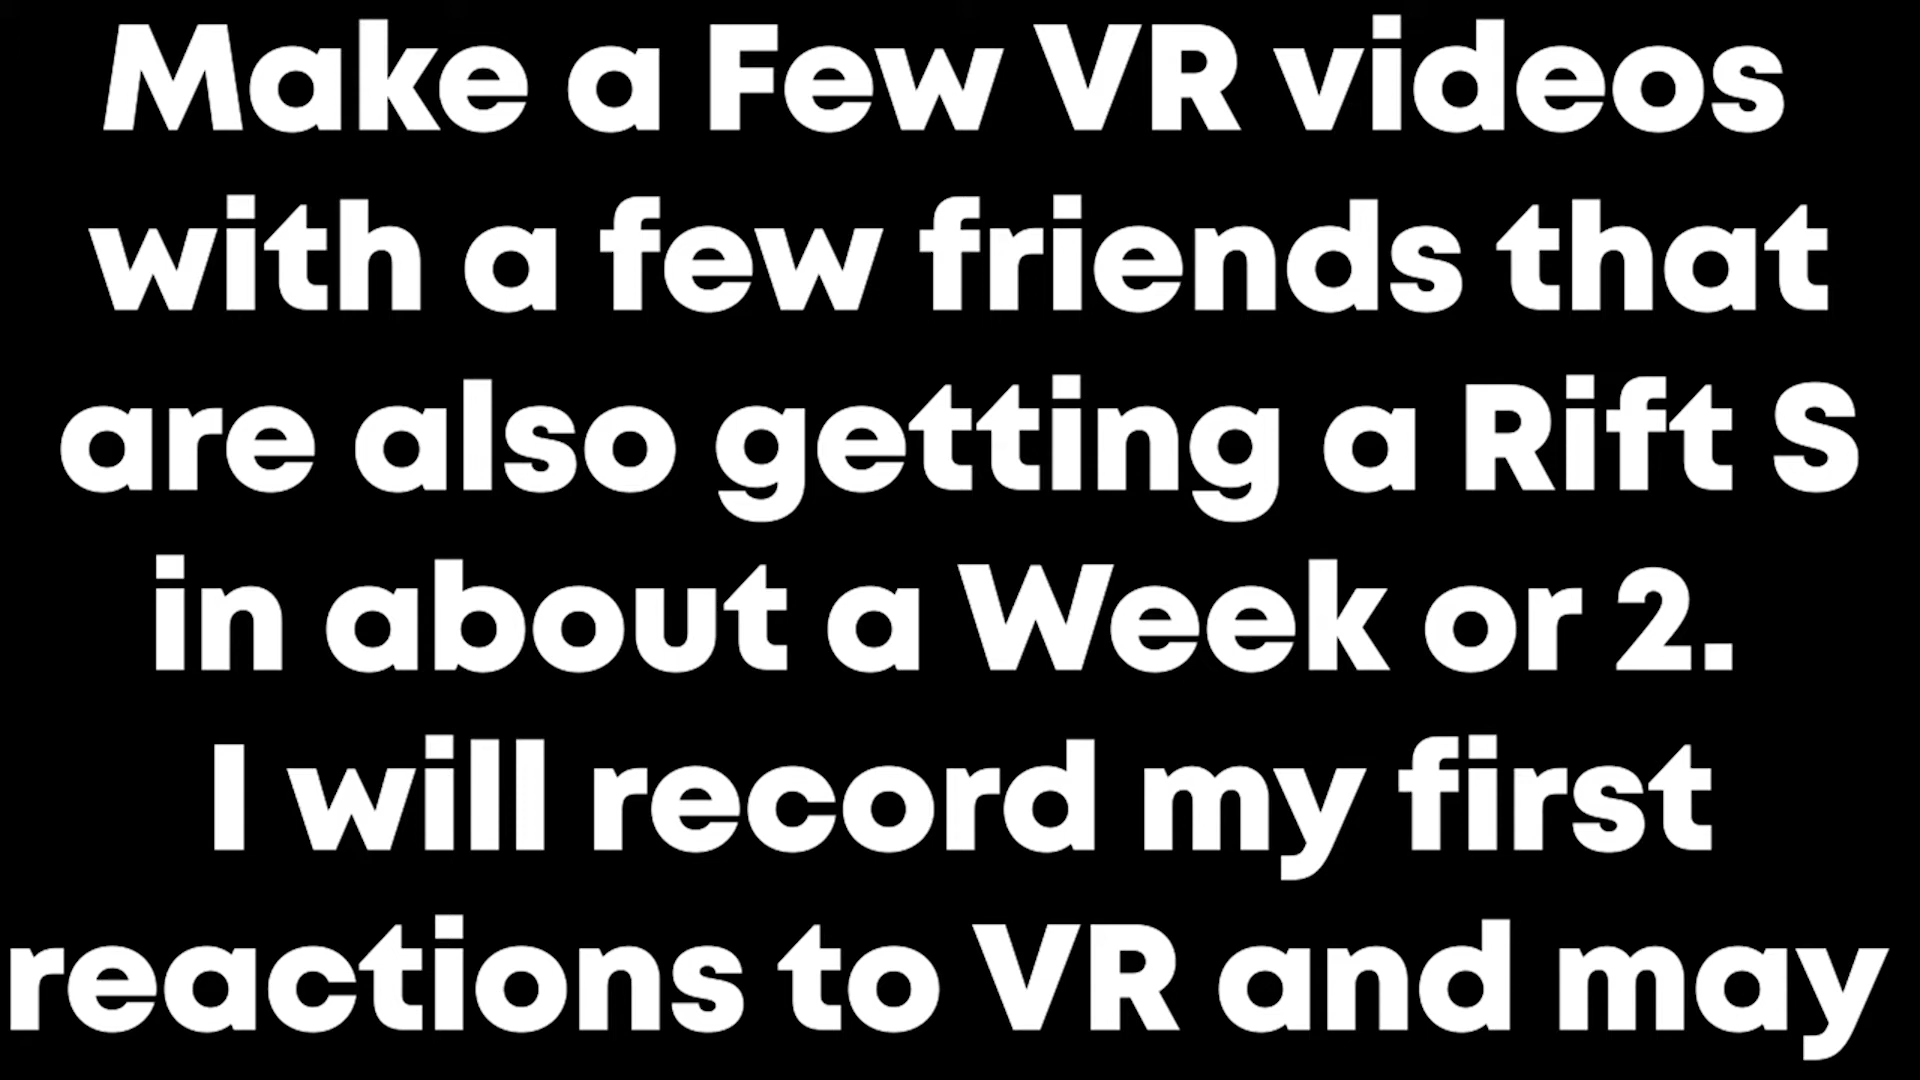 Make a Few VR videos
with a few friends that
are also getting a Rift S
in about a Week or 2.
I will record my first
reactions to VR and may